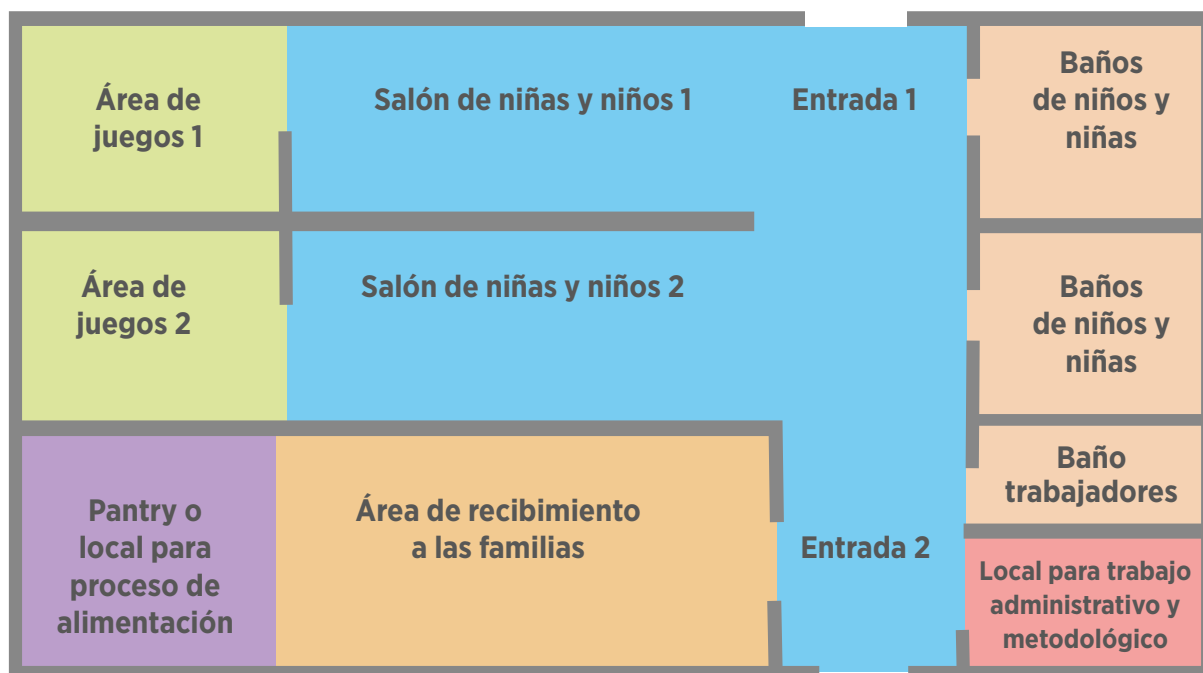 Área de
juegos 1
Salón de niñas y niños 1
Entrada 1
Baños
de niños y
niñas
Área de
juegos 2
Salón de niñas y niños 2
Baños
de niños y
niñas
Baño
trabajadores
Pantry o
local para
proceso de
alimentación
Área de recibimiento
a las familias
Entrada 2
Local para trabajo
administrativo y
metodológico